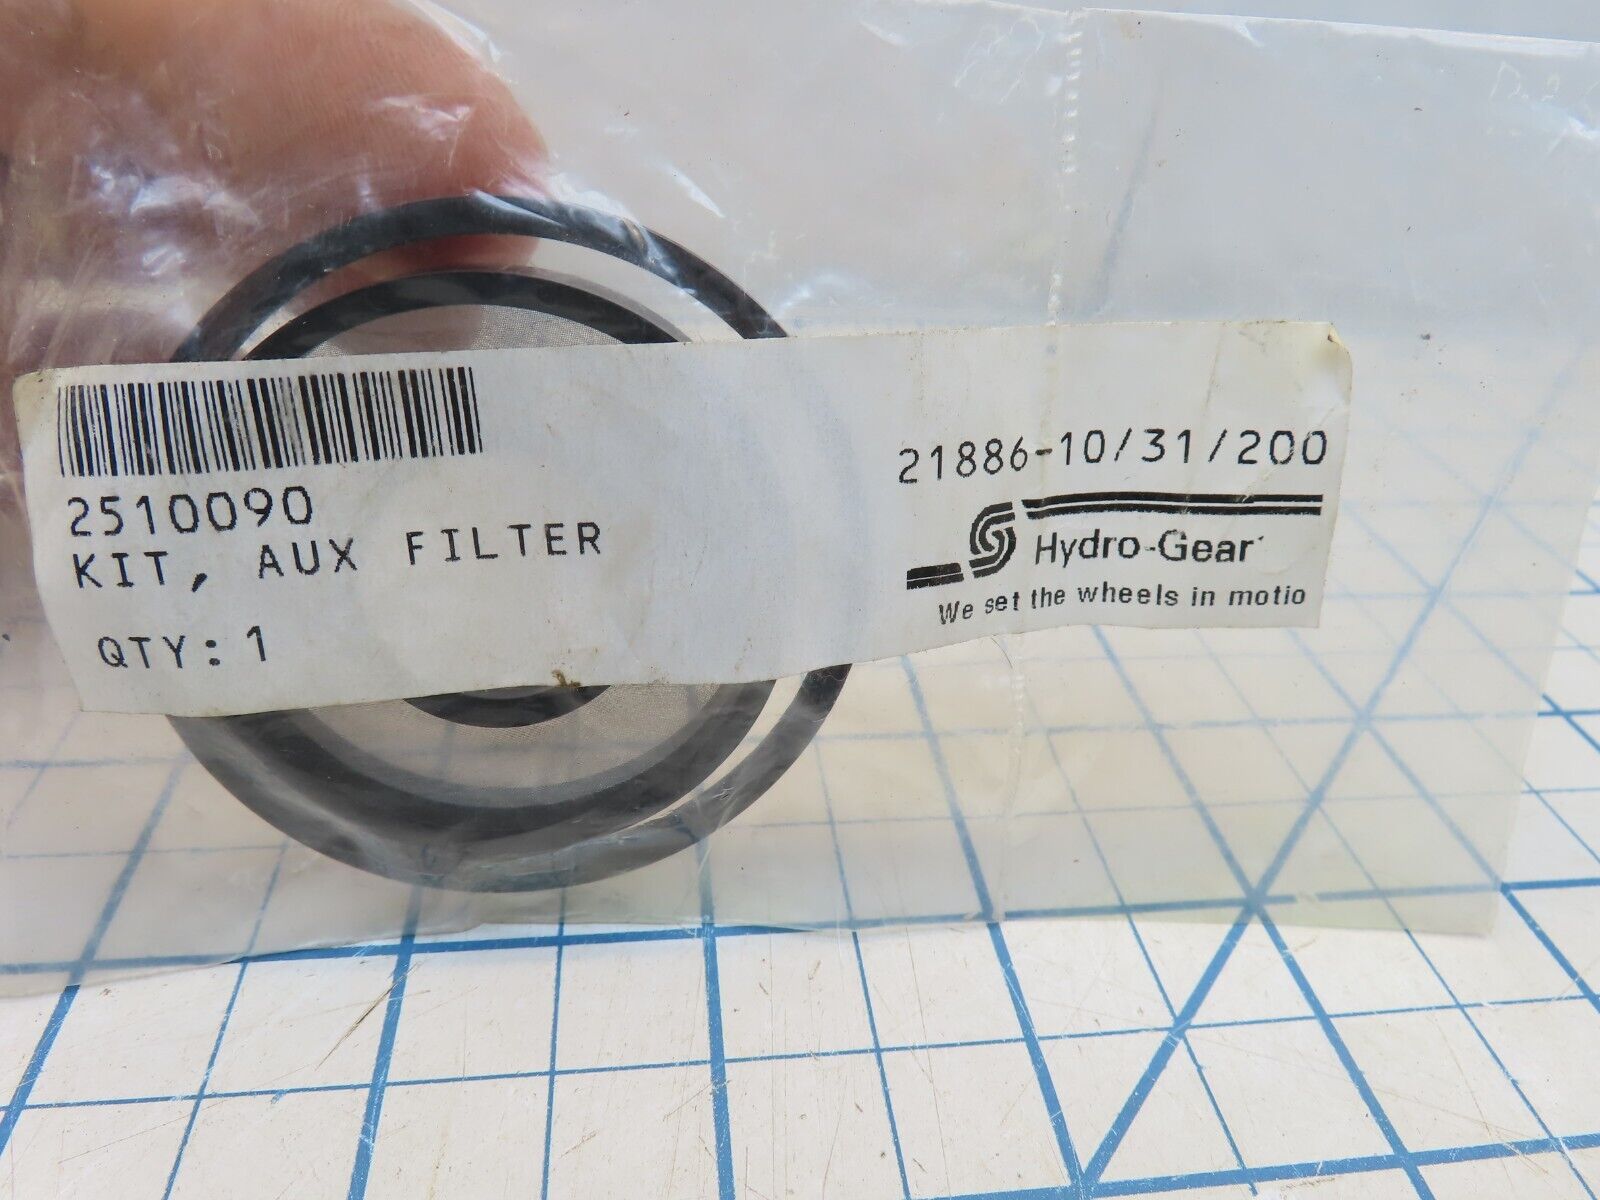 2510090
KIT, AUX FILTER
QTY: 1
21886-10/31/200
Hydro-Gear
We set the wheels in motio